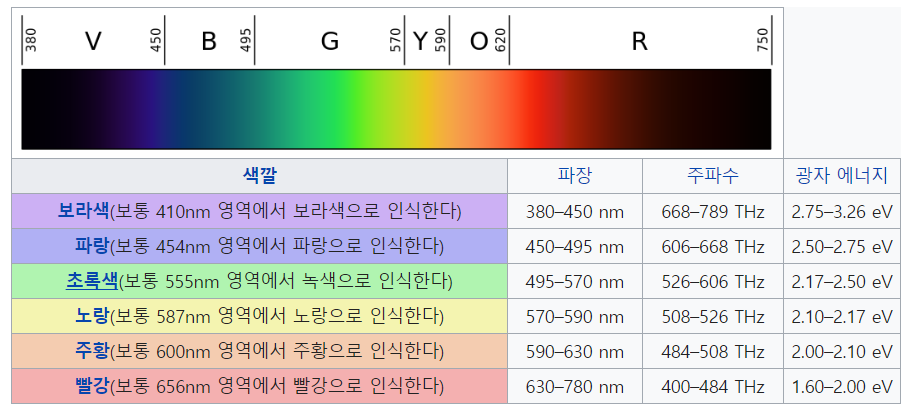 380 V 450 B 495 G 570 Y 590 O 620 R 750
색깔 파장 주파수 광자 에너지
보라색(보통 410nm 영역에서 보라색으로 인식한다) 380–450 nm 668–789 THz 2.75–3.26 eV
파랑(보통 454nm 영역에서 파랑으로 인식한다) 450–495 nm 606–668 THz 2.50–2.75 eV
초록색(보통 555nm 영역에서 녹색으로 인식한다) 495–570 nm 526–606 THz 2.17–2.50 eV
노랑(보통 587nm 영역에서 노랑으로 인식한다) 570–590 nm 508–526 THz 2.10–2.17 eV
주황(보통 600nm 영역에서 주황으로 인식한다) 590–630 nm 484–508 THz 2.00–2.10 eV
빨강(보통 656nm 영역에서 빨강으로 인식한다) 630–780 nm 400–484 THz 1.60–2.00 eV